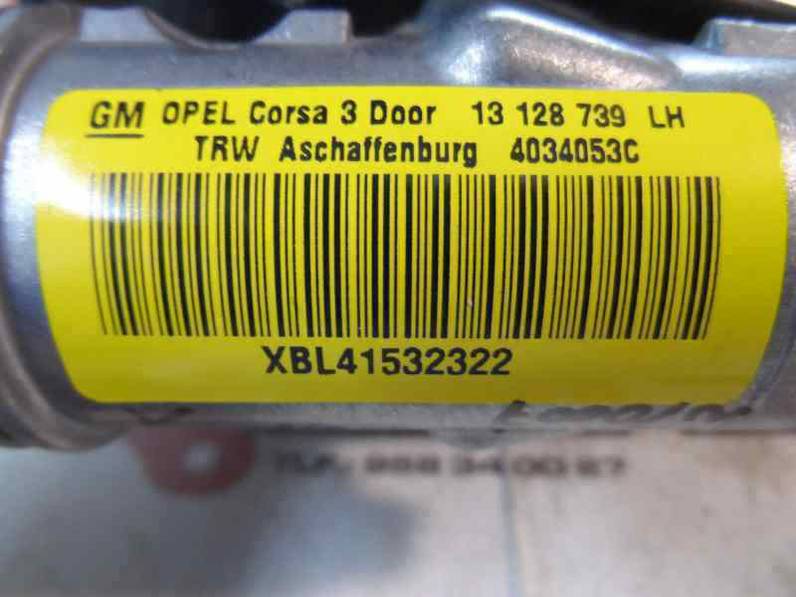 GM OPEL Corsa 3 Door 13 128 739 LH
TRW Aschaffenburg 4034053C
XBL41532322